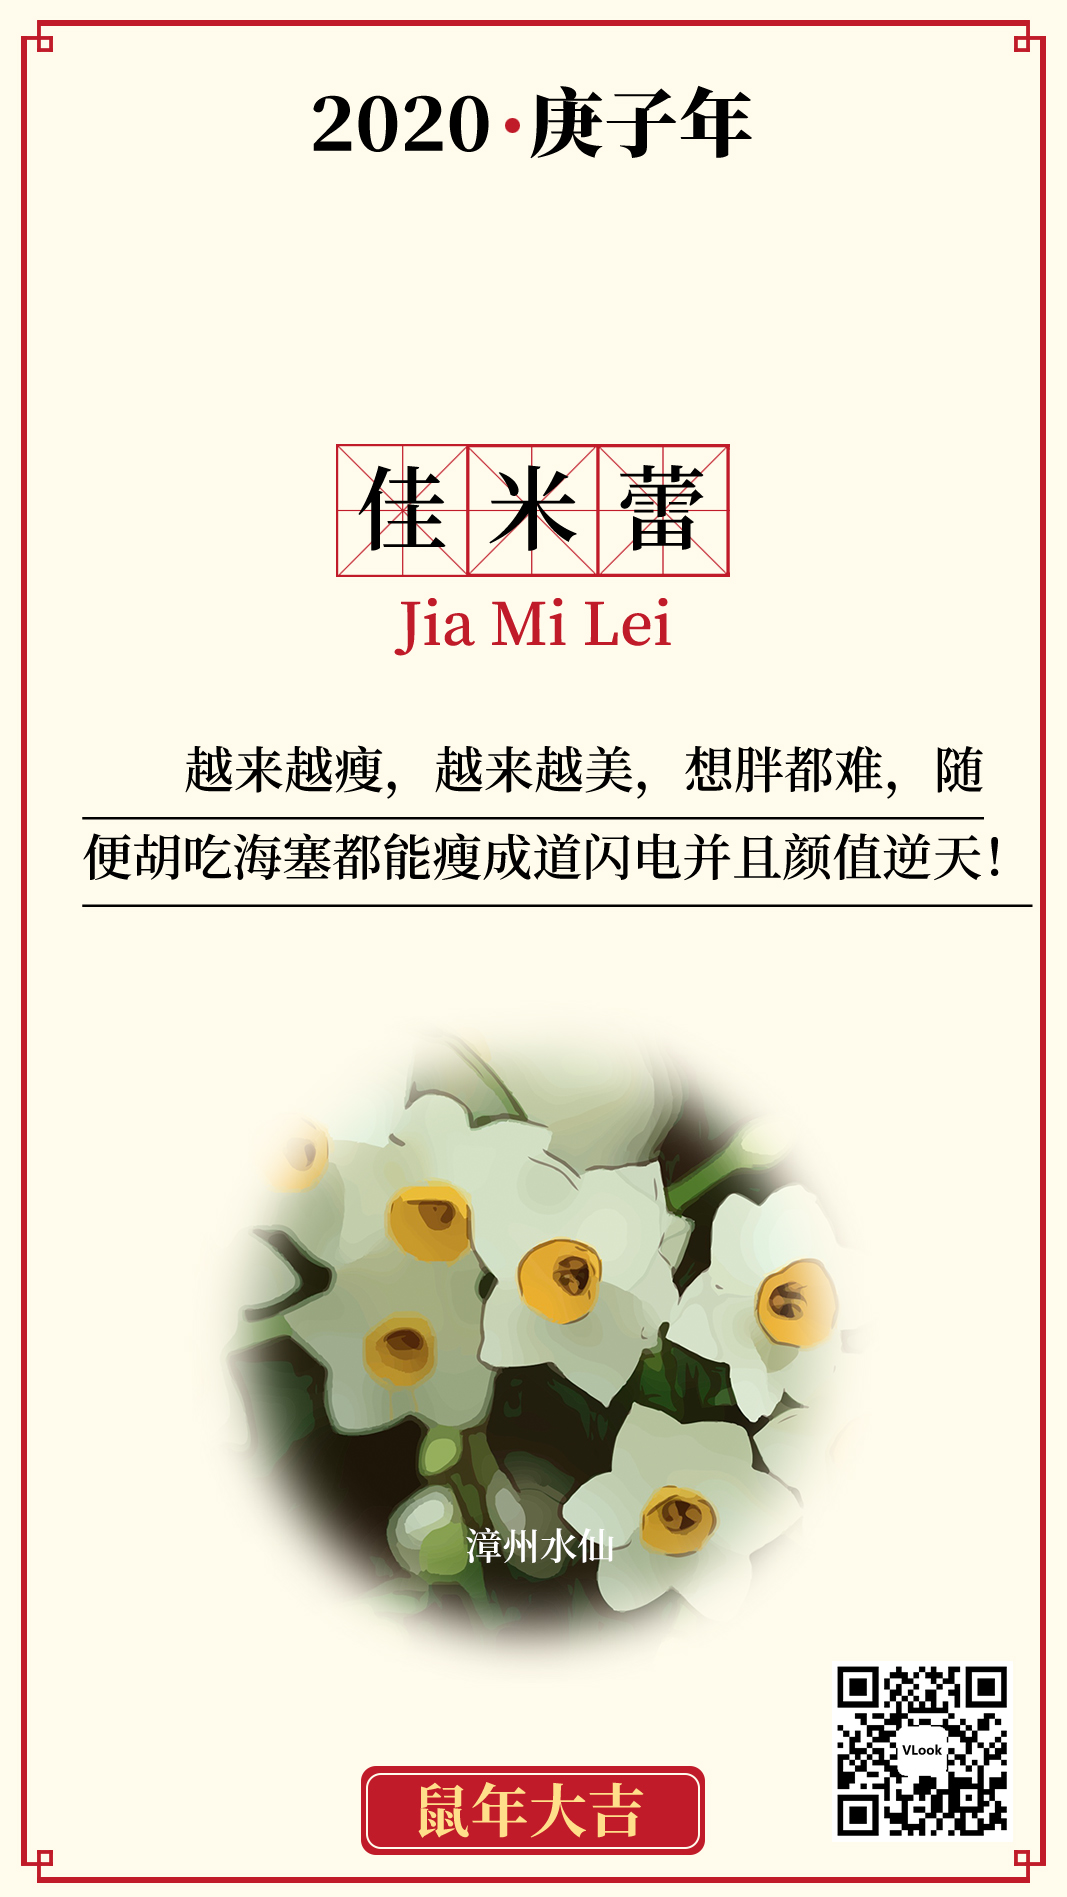 2020·庚子年
佳米蕾
Jia Mi Lei
越来越瘦，越来越美，想胖都难，随
便胡吃海塞都能瘦成道闪电并且颜值逆天！
漳州水仙
VLook
鼠年大吉